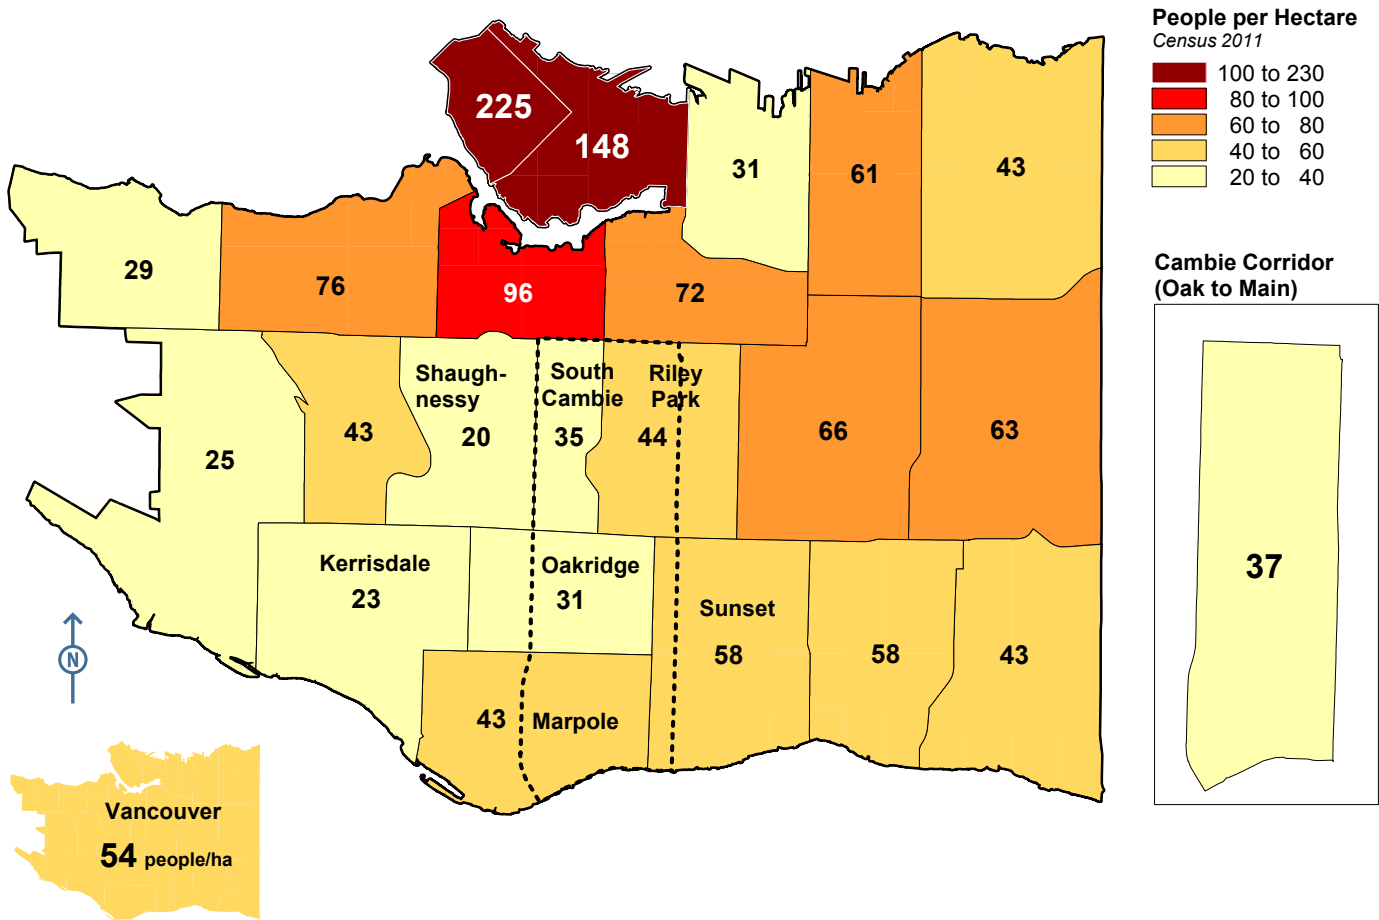 People per Hectare
Census 2011
100 to 230
80 to 100
60 to 80
40 to 60
20 to 40
225
148
31
61
43
29
76
96
72
Cambie Corridor
(Oak to Main)
37
Shaugh-
nessy
20
South
Cambie
35
Riley
Park
44
43
66
63
25
Kerrisdale
23
Oakridge
31
Sunset
58
58
43
43
Marpole
N
Vancouver
54 people/ha